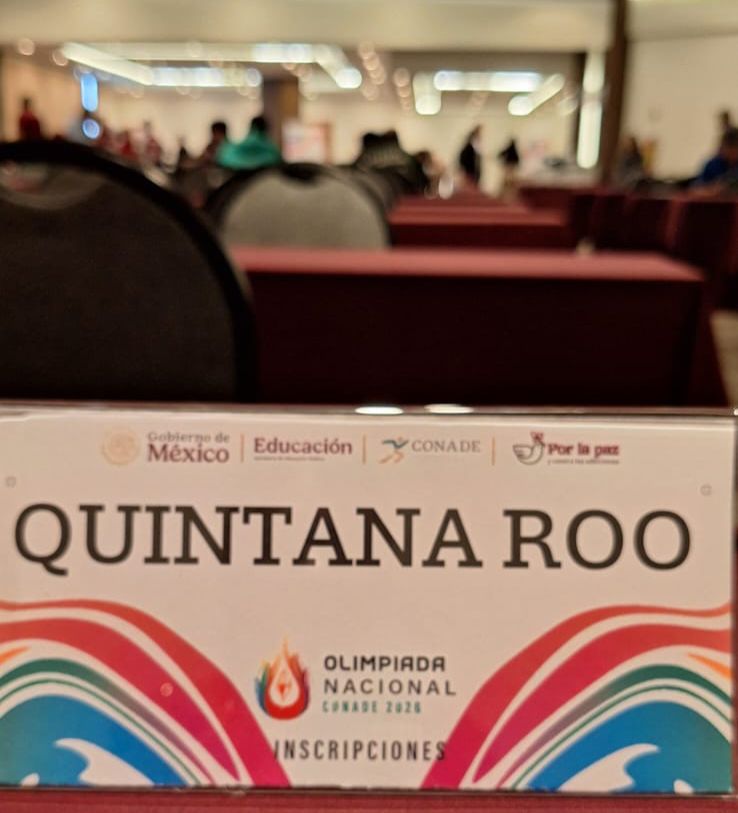 Gobierno de
México
Educación
CONADE
Por la paz
QUINTANA ROO
OLIMPIADA
NACIONAL
CONADE 2026
INSCRIPCIONES